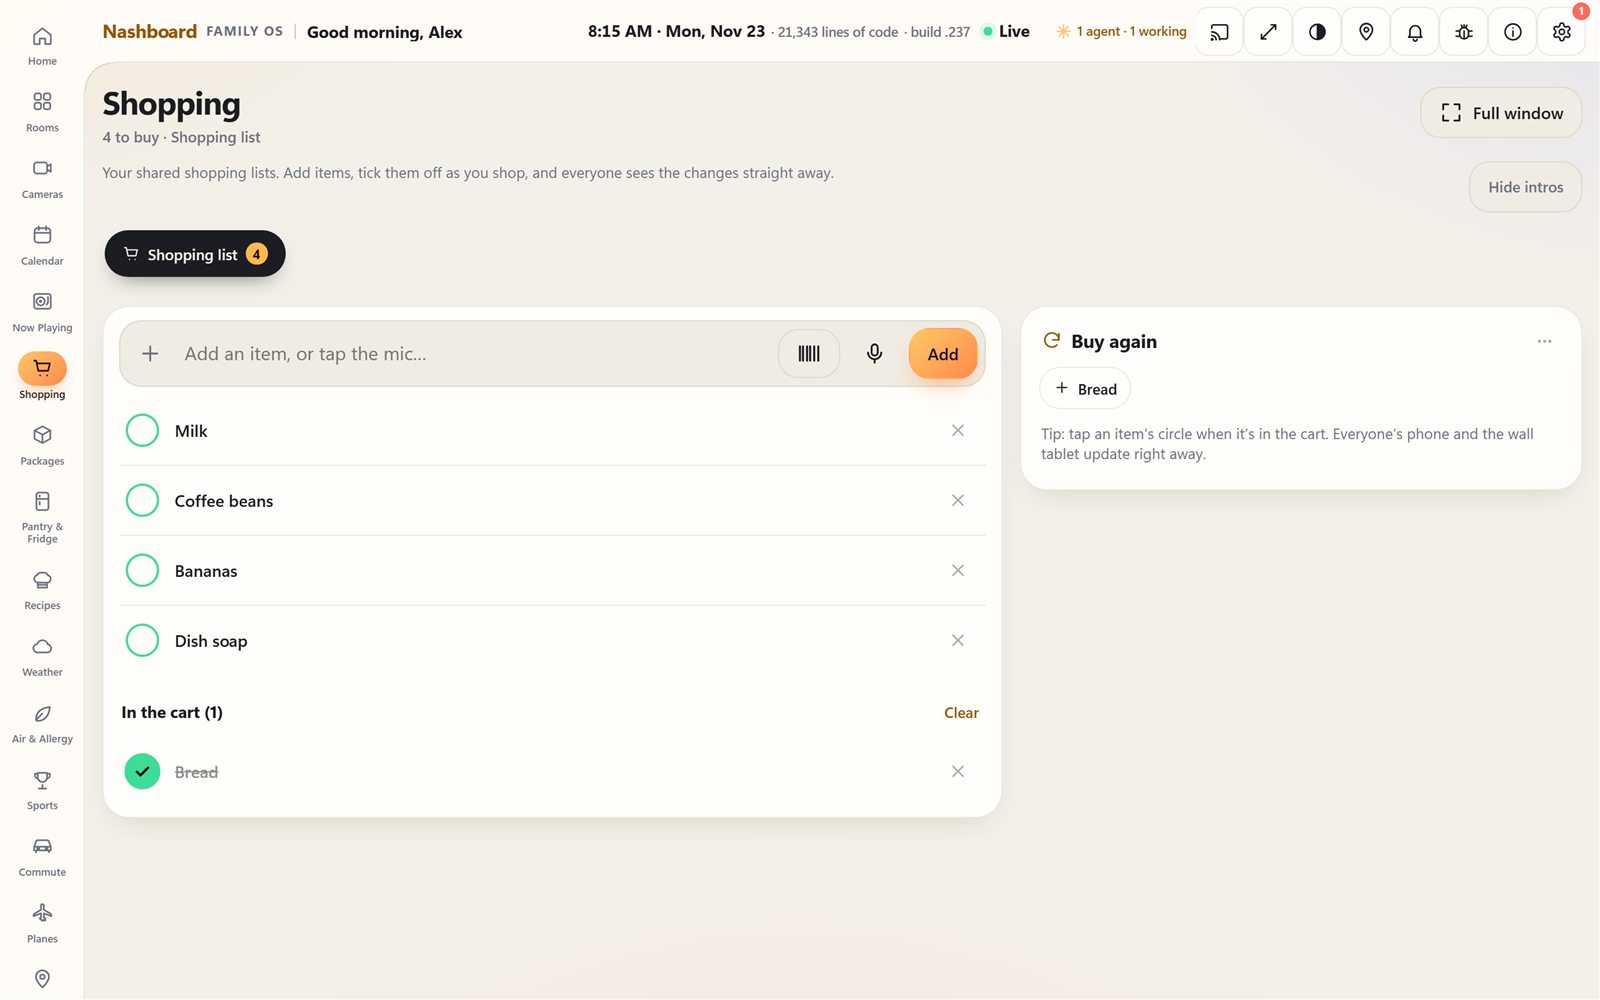 Nashboard FAMILY OS Good morning, Alex
8:15 AM · Mon, Nov 23 · 21,343 lines of code · build .237 Live
1 agent · 1 working
1
Home
Rooms
Cameras
Calendar
Now Playing
Shopping
Packages
Pantry &
Fridge
Recipes
Weather
Air & Allergy
Sports
Commute
Planes
Shopping
4 to buy · Shopping list
Your shared shopping lists. Add items, tick them off as you shop, and everyone sees the changes straight away.
Full window
Hide intros
Shopping list 4
Add an item, or tap the mic...
Add
Milk
Coffee beans
Bananas
Dish soap
In the cart (1)
Clear
Bread
Buy again
Bread
Tip: tap an item's circle when it's in the cart. Everyone's phone and the wall
tablet update right away.